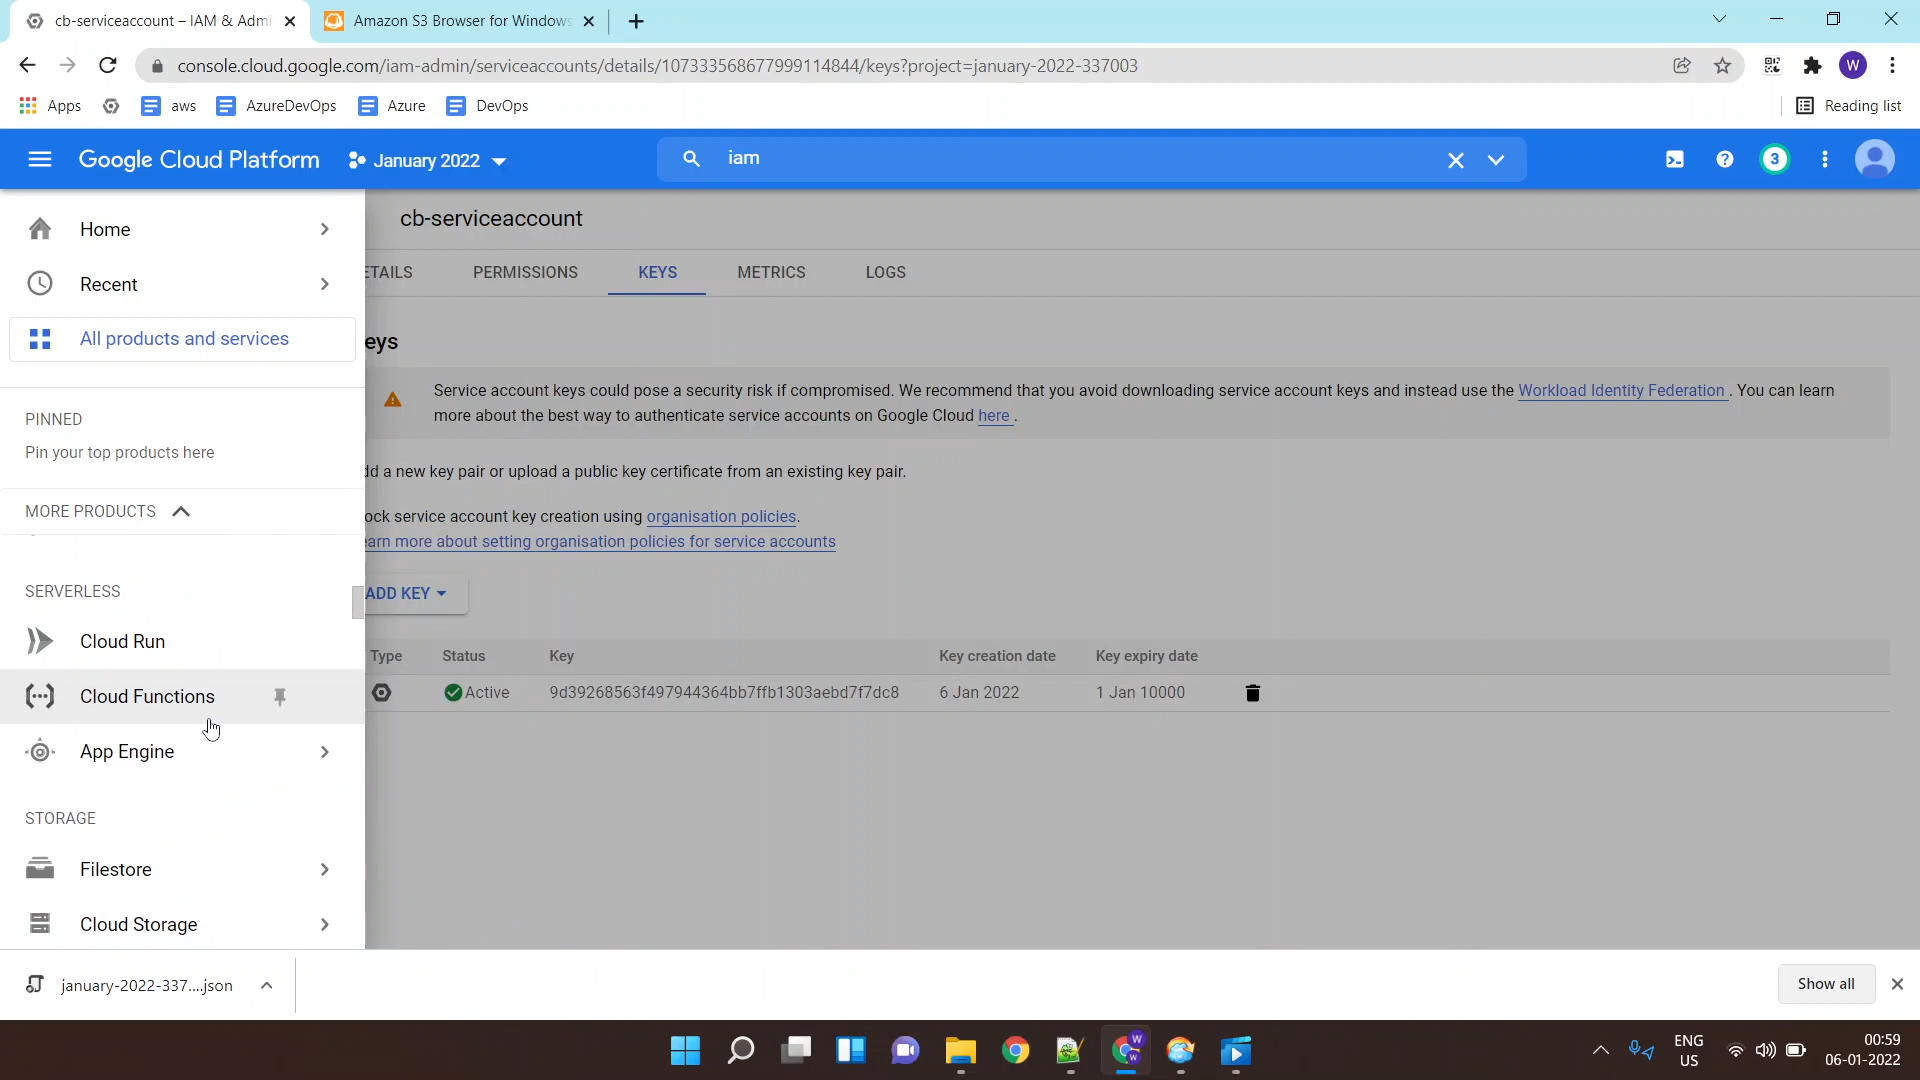 cb-serviceaccount – IAM & Admi
Amazon S3 Browser for Windows
console.cloud.google.com/iam-admin/serviceaccounts/details/107333568677999114844/keys?project=january-2022-337003
W
Apps
aws
AzureDevOps
Azure
DevOps
Reading list
Google Cloud Platform
January 2022
iam
3
Home
Recent
All products and services
PINNED
Pin your top products here
MORE PRODUCTS
SERVERLESS
Cloud Run
Cloud Functions
App Engine
STORAGE
Filestore
Cloud Storage
cb-serviceaccount
ETAILS
PERMISSIONS
KEYS
METRICS
LOGS
eys
Service account keys could pose a security risk if compromised. We recommend that you avoid downloading service account keys and instead use the Workload Identity Federation . You can learn
more about the best way to authenticate service accounts on Google Cloud here .
dd a new key pair or upload a public key certificate from an existing key pair.
ock service account key creation using organisation policies.
earn more about setting organisation policies for service accounts
ADD KEY
Type Status Key Key creation date Key expiry date
Active 9d39268563f497944364bb7ffb1303aebd7f7dc8 6 Jan 2022 1 Jan 10000
january-2022-337....json
Show all
W
W
ENG
US
00:59
06-01-2022